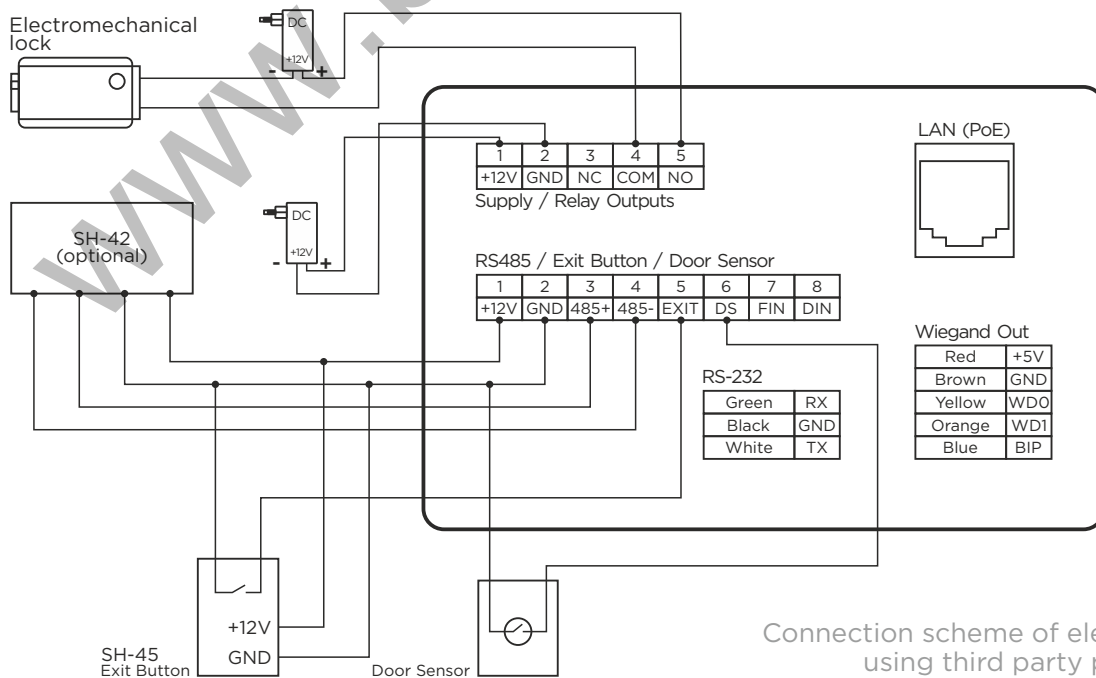 Electromechanical
lock
DC
+12V
- +
LAN (PoE)
1 2 3 4 5
+12V GND NC COM NO
Supply / Relay Outputs
SH-42
(optional)
DC
+12V
- +
RS485 / Exit Button / Door Sensor
1 2 3 4 5 6 7 8
+12V GND 485+ 485- EXIT DS FIN DIN
Wiegand Out
Red +5V
Brown GND
Yellow WD0
Orange WD1
Blue BIP
RS-232
Green RX
Black GND
White TX
+12V
GND
SH-45
Exit Button
Door Sensor
Connection scheme of
using third party
www.